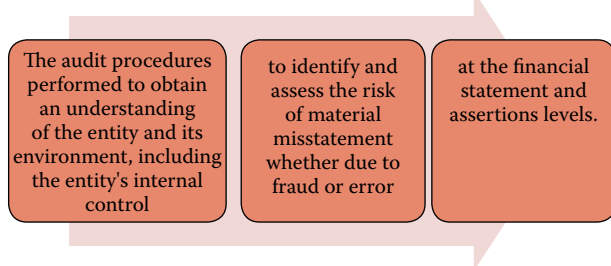 The audit procedures
performed to obtain
an understanding
of the entity and its
environment, including
the entity's internal
control
to identify and
assess the risk
of material
misstatement
whether due to
fraud or error
at the financial
statement and
assertions levels.